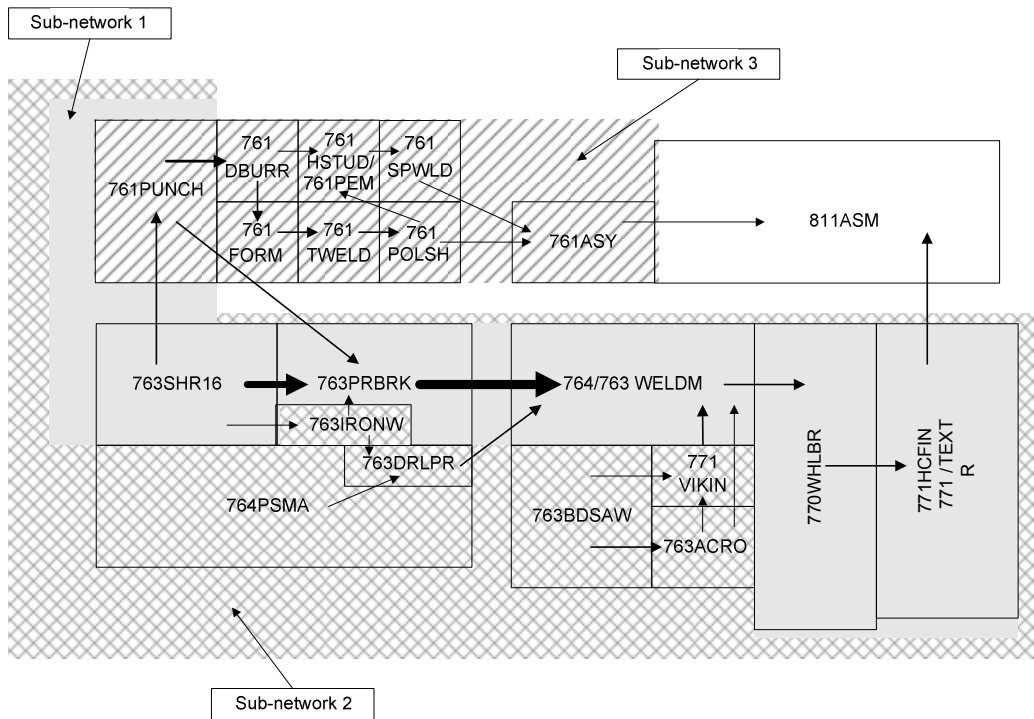 Sub-network 1
Sub-network 3
761PUNCH
761
DBURR
761
HSTUD/
761PEM
761
SPWLD
761
FORM
761
TWELD
761
POLSH
761ASY
811ASM
763SHR16
763PRBRK
764/763 WELDM
763IRONW
763DRLPR
764PSMA
763BDSAW
771
VIKIN
763ACRO
770WHLBR
771HCFIN
771 /TEXT
R
Sub-network 2